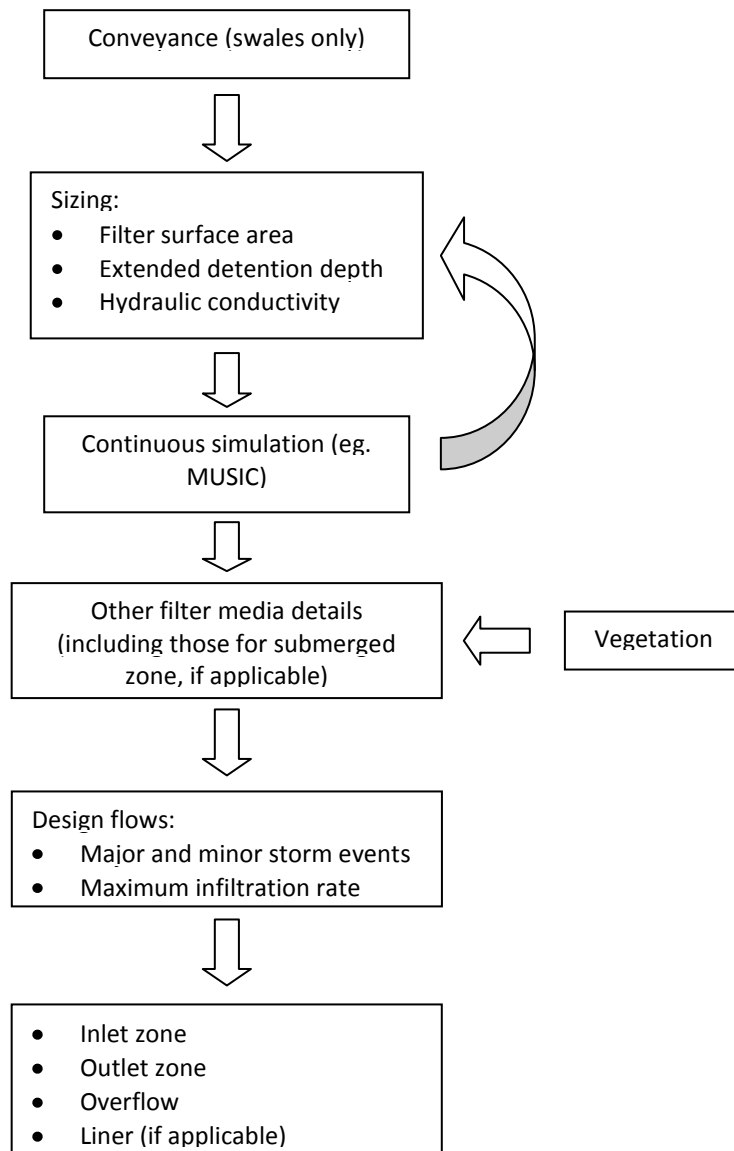 Conveyance (swales only)
Sizing:
• Filter surface area
• Extended detention depth
• Hydraulic conductivity
Continuous simulation (eg.
MUSIC)
Other filter media details
(including those for submerged
zone, if applicable)
Vegetation
Design flows:
• Major and minor storm events
• Maximum infiltration rate
• Inlet zone
• Outlet zone
• Overflow
• Liner (if applicable)